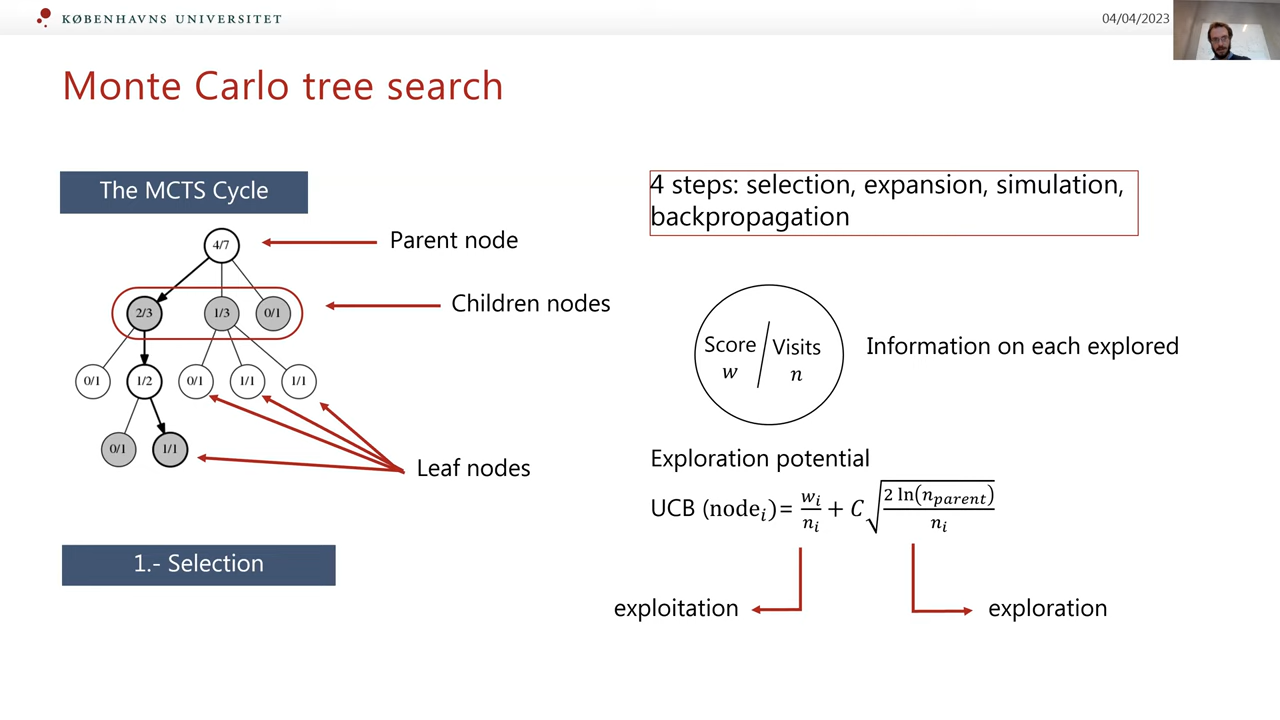 KØBENHAVNS UNIVERSITET
04/04/2023
Monte Carlo tree search
The MCTS Cycle
4 steps: selection, expansion, simulation,
backpropagation
4/7
Parent node
2/3
1/3
0/1
Children nodes
0/1
1/2
0/1
1/1
1/1
0/1
1/1
Leaf nodes
Score / Visits
w n
Information on each explored
Exploration potential
UCB (node_i)= w_i/n_i + C√(2 ln(n_parent)/n_i)
exploitation
exploration
1.- Selection